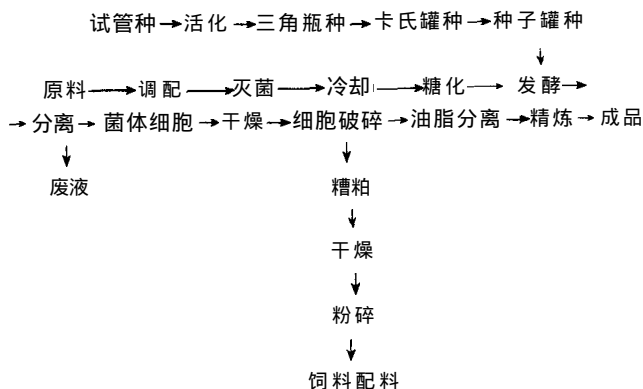 试管种→活化→三角瓶种→卡氏罐种→种子罐种
原料→调配→灭菌→冷却→糖化→发酵→
→分离→菌体细胞→干燥→细胞破碎→油脂分离→精炼→成品
废液
糟粕
干燥
粉碎
饲料配料